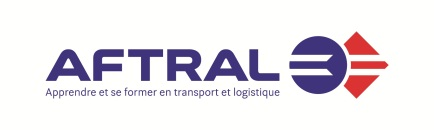 AFTRAL
Apprendre et se former en transport et logistique